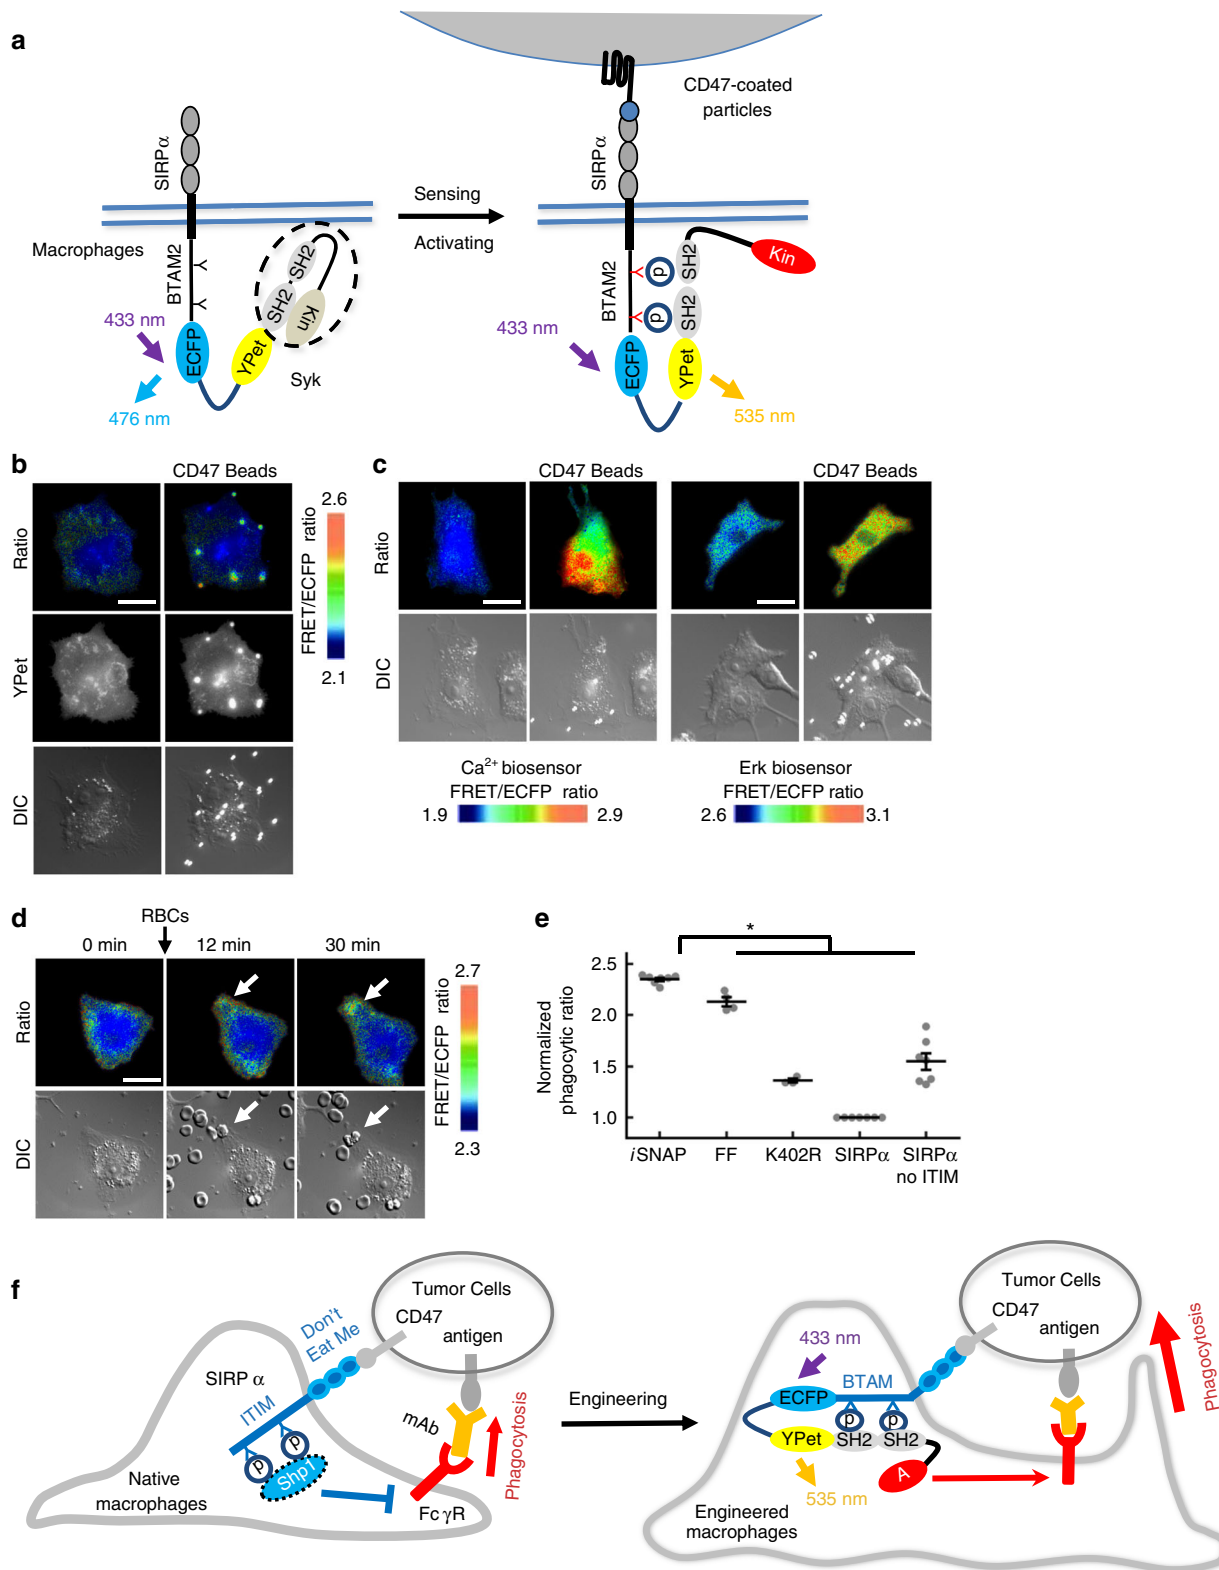 a
CD47-coated
particles
SIRPα
SIRPα
Sensing
Activating
Macrophages
BTAM2
SH2
SH2
Kin
433 nm
ECFP
YPet
Syk
476 nm
SH2
Kin
p
BTAM2
SH2
p
433 nm
ECFP
YPet
535 nm
b
CD47 Beads
Ratio
YPet
DIC
2.6
FRET/ECFP ratio
2.1
c
CD47 Beads
CD47 Beads
Ratio
DIC
Ca2+ biosensor
FRET/ECFP ratio
1.9
2.9
Erk biosensor
FRET/ECFP ratio
2.6
3.1
d
RBCs
0 min
12 min
30 min
Ratio
DIC
2.7
FRET/ECFP ratio
2.3
e
*
Normalized
phagocytic ratio
2.5
2.0
1.5
1.0
iSNAP
FF
K402R
SIRPα
SIRPα
no ITIM
f
Tumor Cells
CD47
antigen
Don't
Eat Me
SIRP α
ITIM
mAb
p
p
Shp1
Phagocytosis
Native
macrophages
Fc γR
Engineering
Tumor Cells
CD47
antigen
Phagocytosis
433 nm
ECFP
BTAM
p
p
YPet
SH2
SH2
A
535 nm
Engineered
macrophages